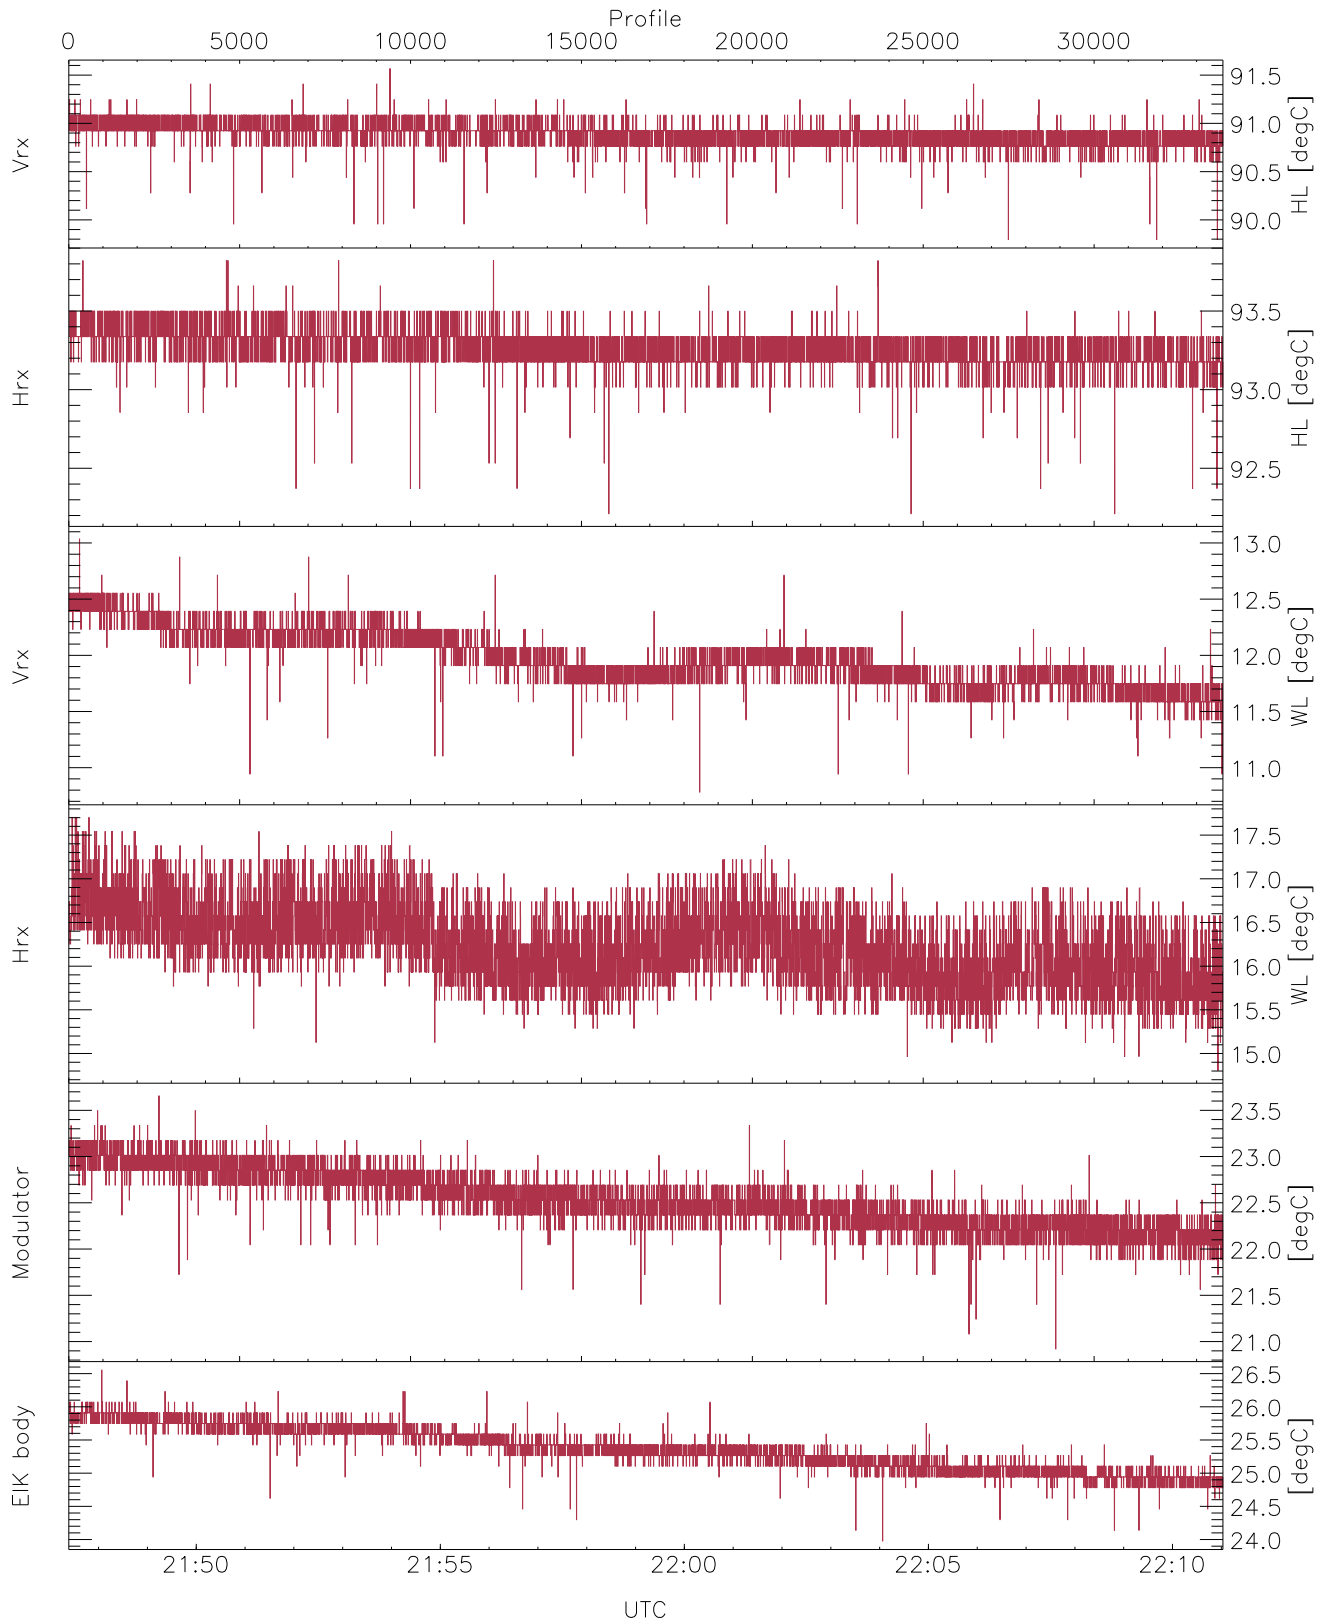 Profile
0 5000 10000 15000 20000 25000 30000
Vrx
91.5
91.0
90.5
90.0
HL [degC]
Hrx
93.5
93.0
92.5
HL [degC]
Vrx
13.0
12.5
12.0
11.5
11.0
WL [degC]
Hrx
17.5
17.0
16.5
16.0
15.5
15.0
WL [degC]
Modulator
23.5
23.0
22.5
22.0
21.5
21.0
[degC]
EIK body
26.5
26.0
25.5
25.0
24.5
24.0
[degC]
21:50 21:55 22:00 22:05 22:10
UTC